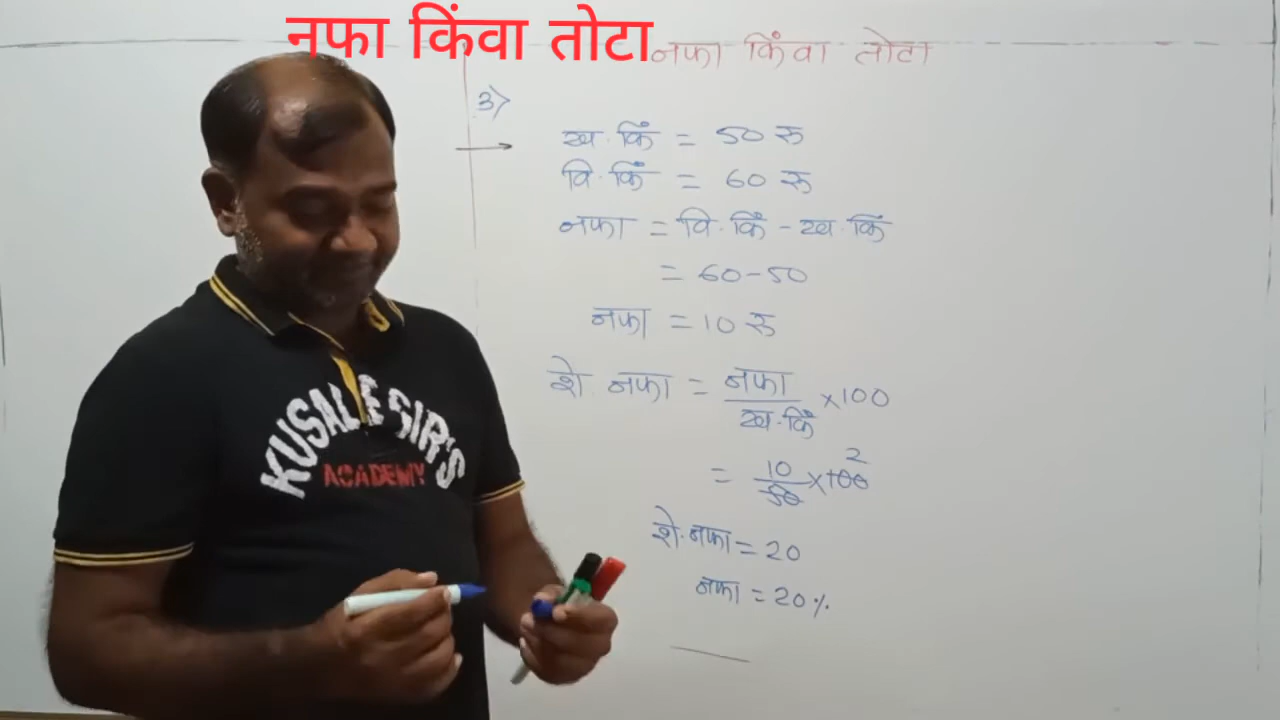 नफा किंवा तोटा
नफा किंवा तोटा
3)
→ ख. किं = 50 रु
वि. किं = 60 रु
नफा = वि. किं - ख. किं
= 60 - 50
नफा = 10 रु
शे. नफा = नफा / ख. किं × 100
= 10 / 50 × 100 2
शे. नफा = 20
नफा = 20 %
KUSALE SIR'S
ACADEMY